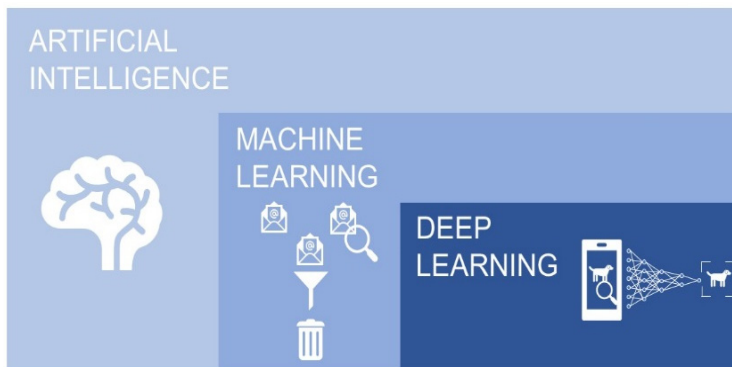 ARTIFICIAL
INTELLIGENCE
MACHINE
LEARNING
@
@
@
DEEP
LEARNING